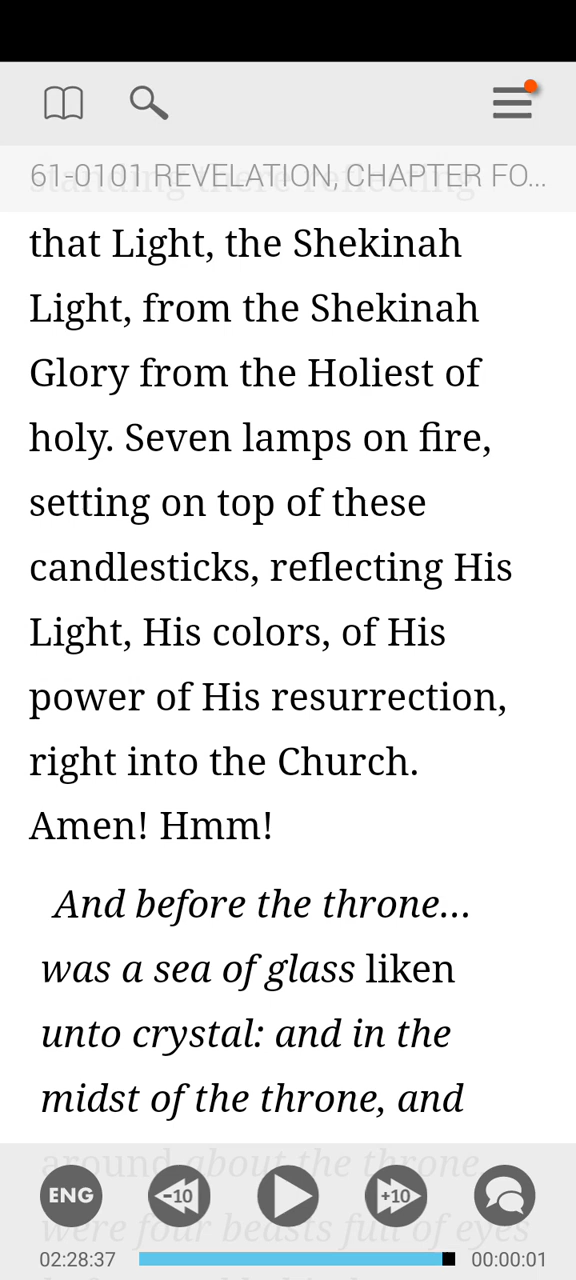 61-0101 REVELATION, CHAPTER FO...
standing there reflecting
that Light, the Shekinah
Light, from the Shekinah
Glory from the Holiest of
holy. Seven lamps on fire,
setting on top of these
candlesticks, reflecting His
Light, His colors, of His
power of His resurrection,
right into the Church.
Amen! Hmm!
And before the throne...
was a sea of glass liken
unto crystal: and in the
midst of the throne, and
around about the throne
were four beasts full of eyes
ENG
-10
+10
02:28:37
00:00:01